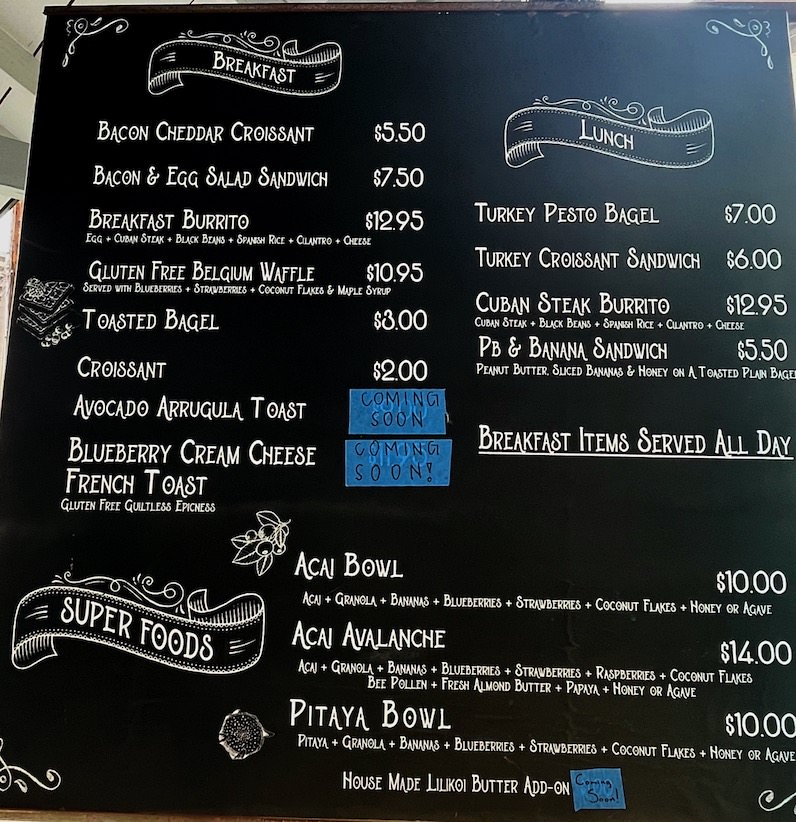 Breakfast
Bacon Cheddar Croissant $5.50
Bacon & Egg Salad Sandwich $7.50
Breakfast Burrito $12.95
Egg + Cuban Steak + Black Beans + Spanish Rice + Cilantro + Cheese
Gluten Free Belgium Waffle $10.95
Served with Blueberries + Strawberries + Coconut Flakes & Maple Syrup
Toasted Bagel $3.00
Croissant $2.00
Avocado Arrugula Toast COMING
SOON
Blueberry Cream Cheese COMING
French Toast SOON!
Gluten Free Guiltless Epicness
Lunch
Turkey Pesto Bagel $7.00
Turkey Croissant Sandwich $6.00
Cuban Steak Burrito $12.95
Cuban Steak + Black Beans + Spanish Rice + Cilantro + Cheese
Pb & Banana Sandwich $5.50
Peanut Butter, Sliced Bananas & Honey on A Toasted Plain Bagel
Breakfast Items Served All Day
SUPER FOODS
Acai Bowl $10.00
Acai + Granola + Bananas + Blueberries + Strawberries + Coconut Flakes + Honey or Agave
Acai Avalanche $14.00
Acai + Granola + Bananas + Blueberries + Strawberries + Raspberries + Coconut Flakes
Bee Pollen + Fresh Almond Butter + Papaya + Honey or Agave
Pitaya Bowl $10.00
Pitaya + Granola + Bananas + Blueberries + Strawberries + Coconut Flakes + Honey or Agave
House Made Lilikoi Butter Add-on Coming
Soon!